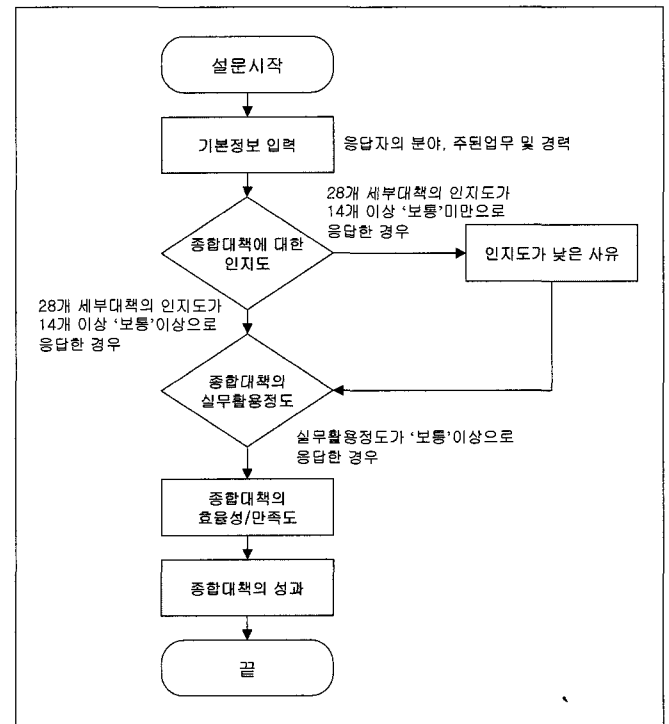 설문시작
기본정보 입력
응답자의 분야, 주된업무 및 경력
28개 세부대책의 인지도가
14개 이상 '보통'미만으로
응답한 경우
종합대책에 대한
인지도
인지도가 낮은 사유
28개 세부대책의 인지도가
14개 이상 '보통'이상으로
응답한 경우
종합대책의
실무활용정도
실무활용정도가 '보통'이상으로
응답한 경우
종합대책의
효율성/만족도
종합대책의 성과
끝